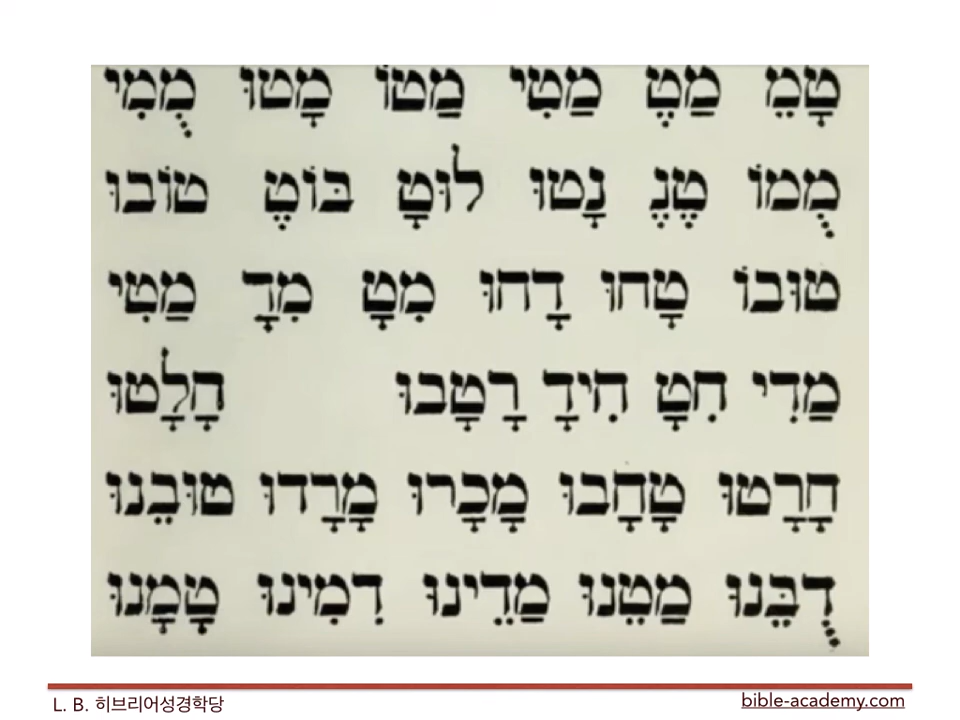 טָמֵ מַטֶ מַטִי מַטוֹ מָטוּ מֻמִי
מֻמוֹ טֶנֶ נָטוּ לוּטָ בּוֹטֶ טוֹבוּ
טוּבוֹ טָחוּ דָחוּ מִטָ מִדָ מַטִי
מַדִי חִטָ חִידָ רָטָבוּ חָלָטוּ
חָרָטוּ טָחָבוּ מָכָרוּ מָרָדוּ טוּבֵנוּ
דֻבֵּנוּ מַטֵנוּ מַדֵינוּ דִמִינוּ טָמָנוּ
L. B. 히브리어성경학당
bible-academy.com